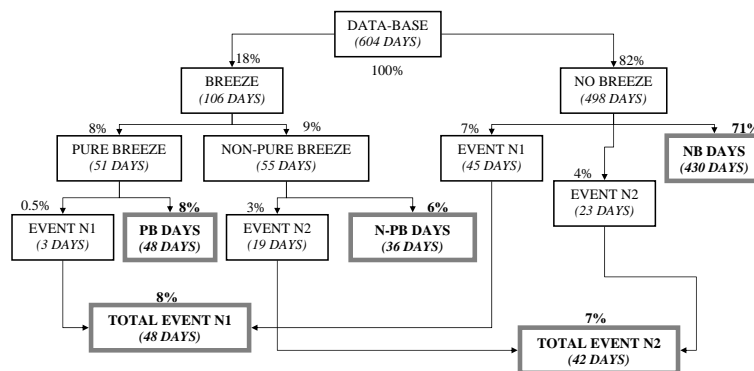 DATA-BASE
(604 DAYS)
18%
82%
100%
BREEZE
(106 DAYS)
NO BREEZE
(498 DAYS)
8%
9%
7%
71%
PURE BREEZE
(51 DAYS)
NON-PURE BREEZE
(55 DAYS)
EVENT N1
(45 DAYS)
NB DAYS
(430 DAYS)
4%
0.5%
8%
3%
6%
EVENT N2
(23 DAYS)
EVENT N1
(3 DAYS)
PB DAYS
(48 DAYS)
EVENT N2
(19 DAYS)
N-PB DAYS
(36 DAYS)
8%
TOTAL EVENT N1
(48 DAYS)
7%
TOTAL EVENT N2
(42 DAYS)